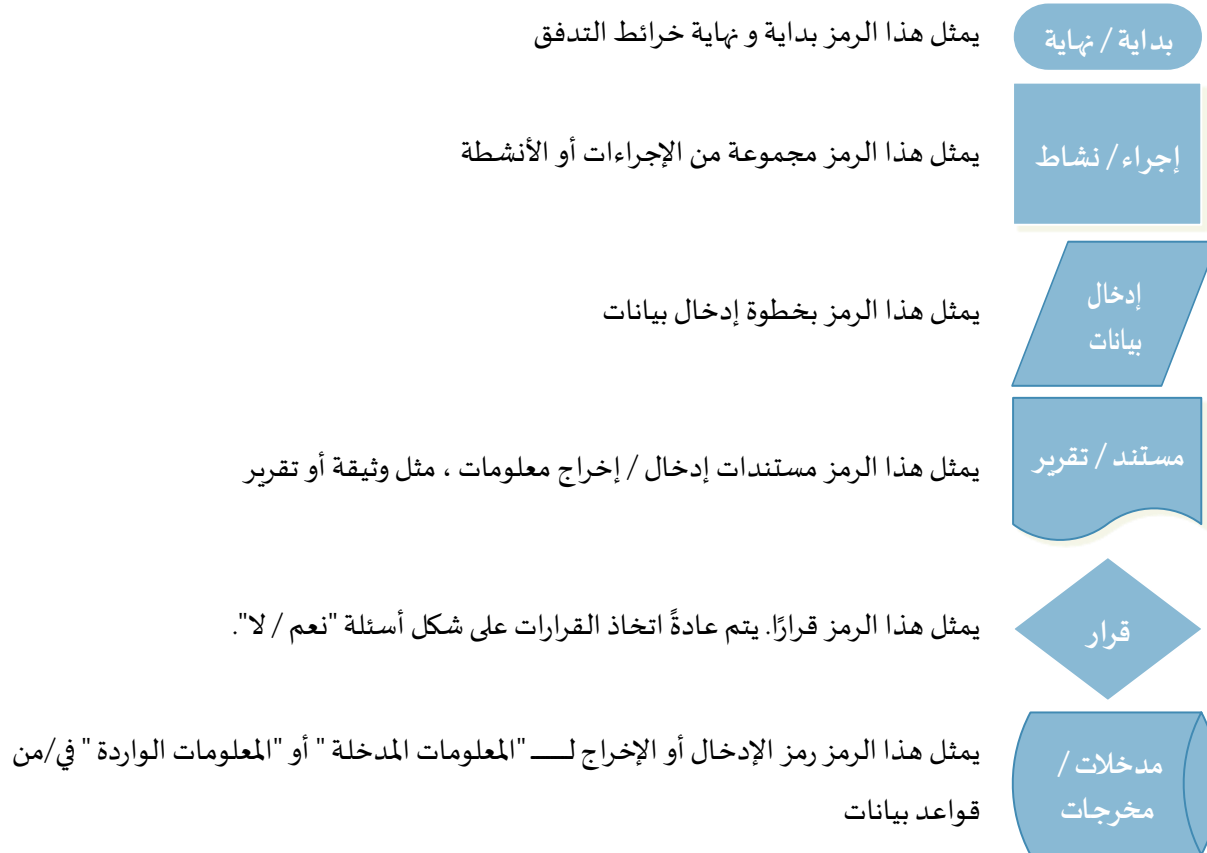 بداية / نهاية
يمثل هذا الرمز بداية و نهاية خرائط التدفق
إجراء / نشاط
يمثل هذا الرمز مجموعة من الإجراءات أو الأنشطة
إدخال
بيانات
يمثل هذا الرمز بخطوة إدخال بيانات
مستند / تقرير
يمثل هذا الرمز مستندات إدخال / إخراج معلومات ، مثل وثيقة أو تقرير
قرار
يمثل هذا الرمز قرارًا. يتم عادةً اتخاذ القرارات على شكل أسئلة "نعم / لا".
مدخلات /
مخرجات
يمثل هذا الرمز رمز الإدخال أو الإخراج لـــــ "المعلومات المدخلة " أو "المعلومات الواردة " في/من
قواعد بيانات